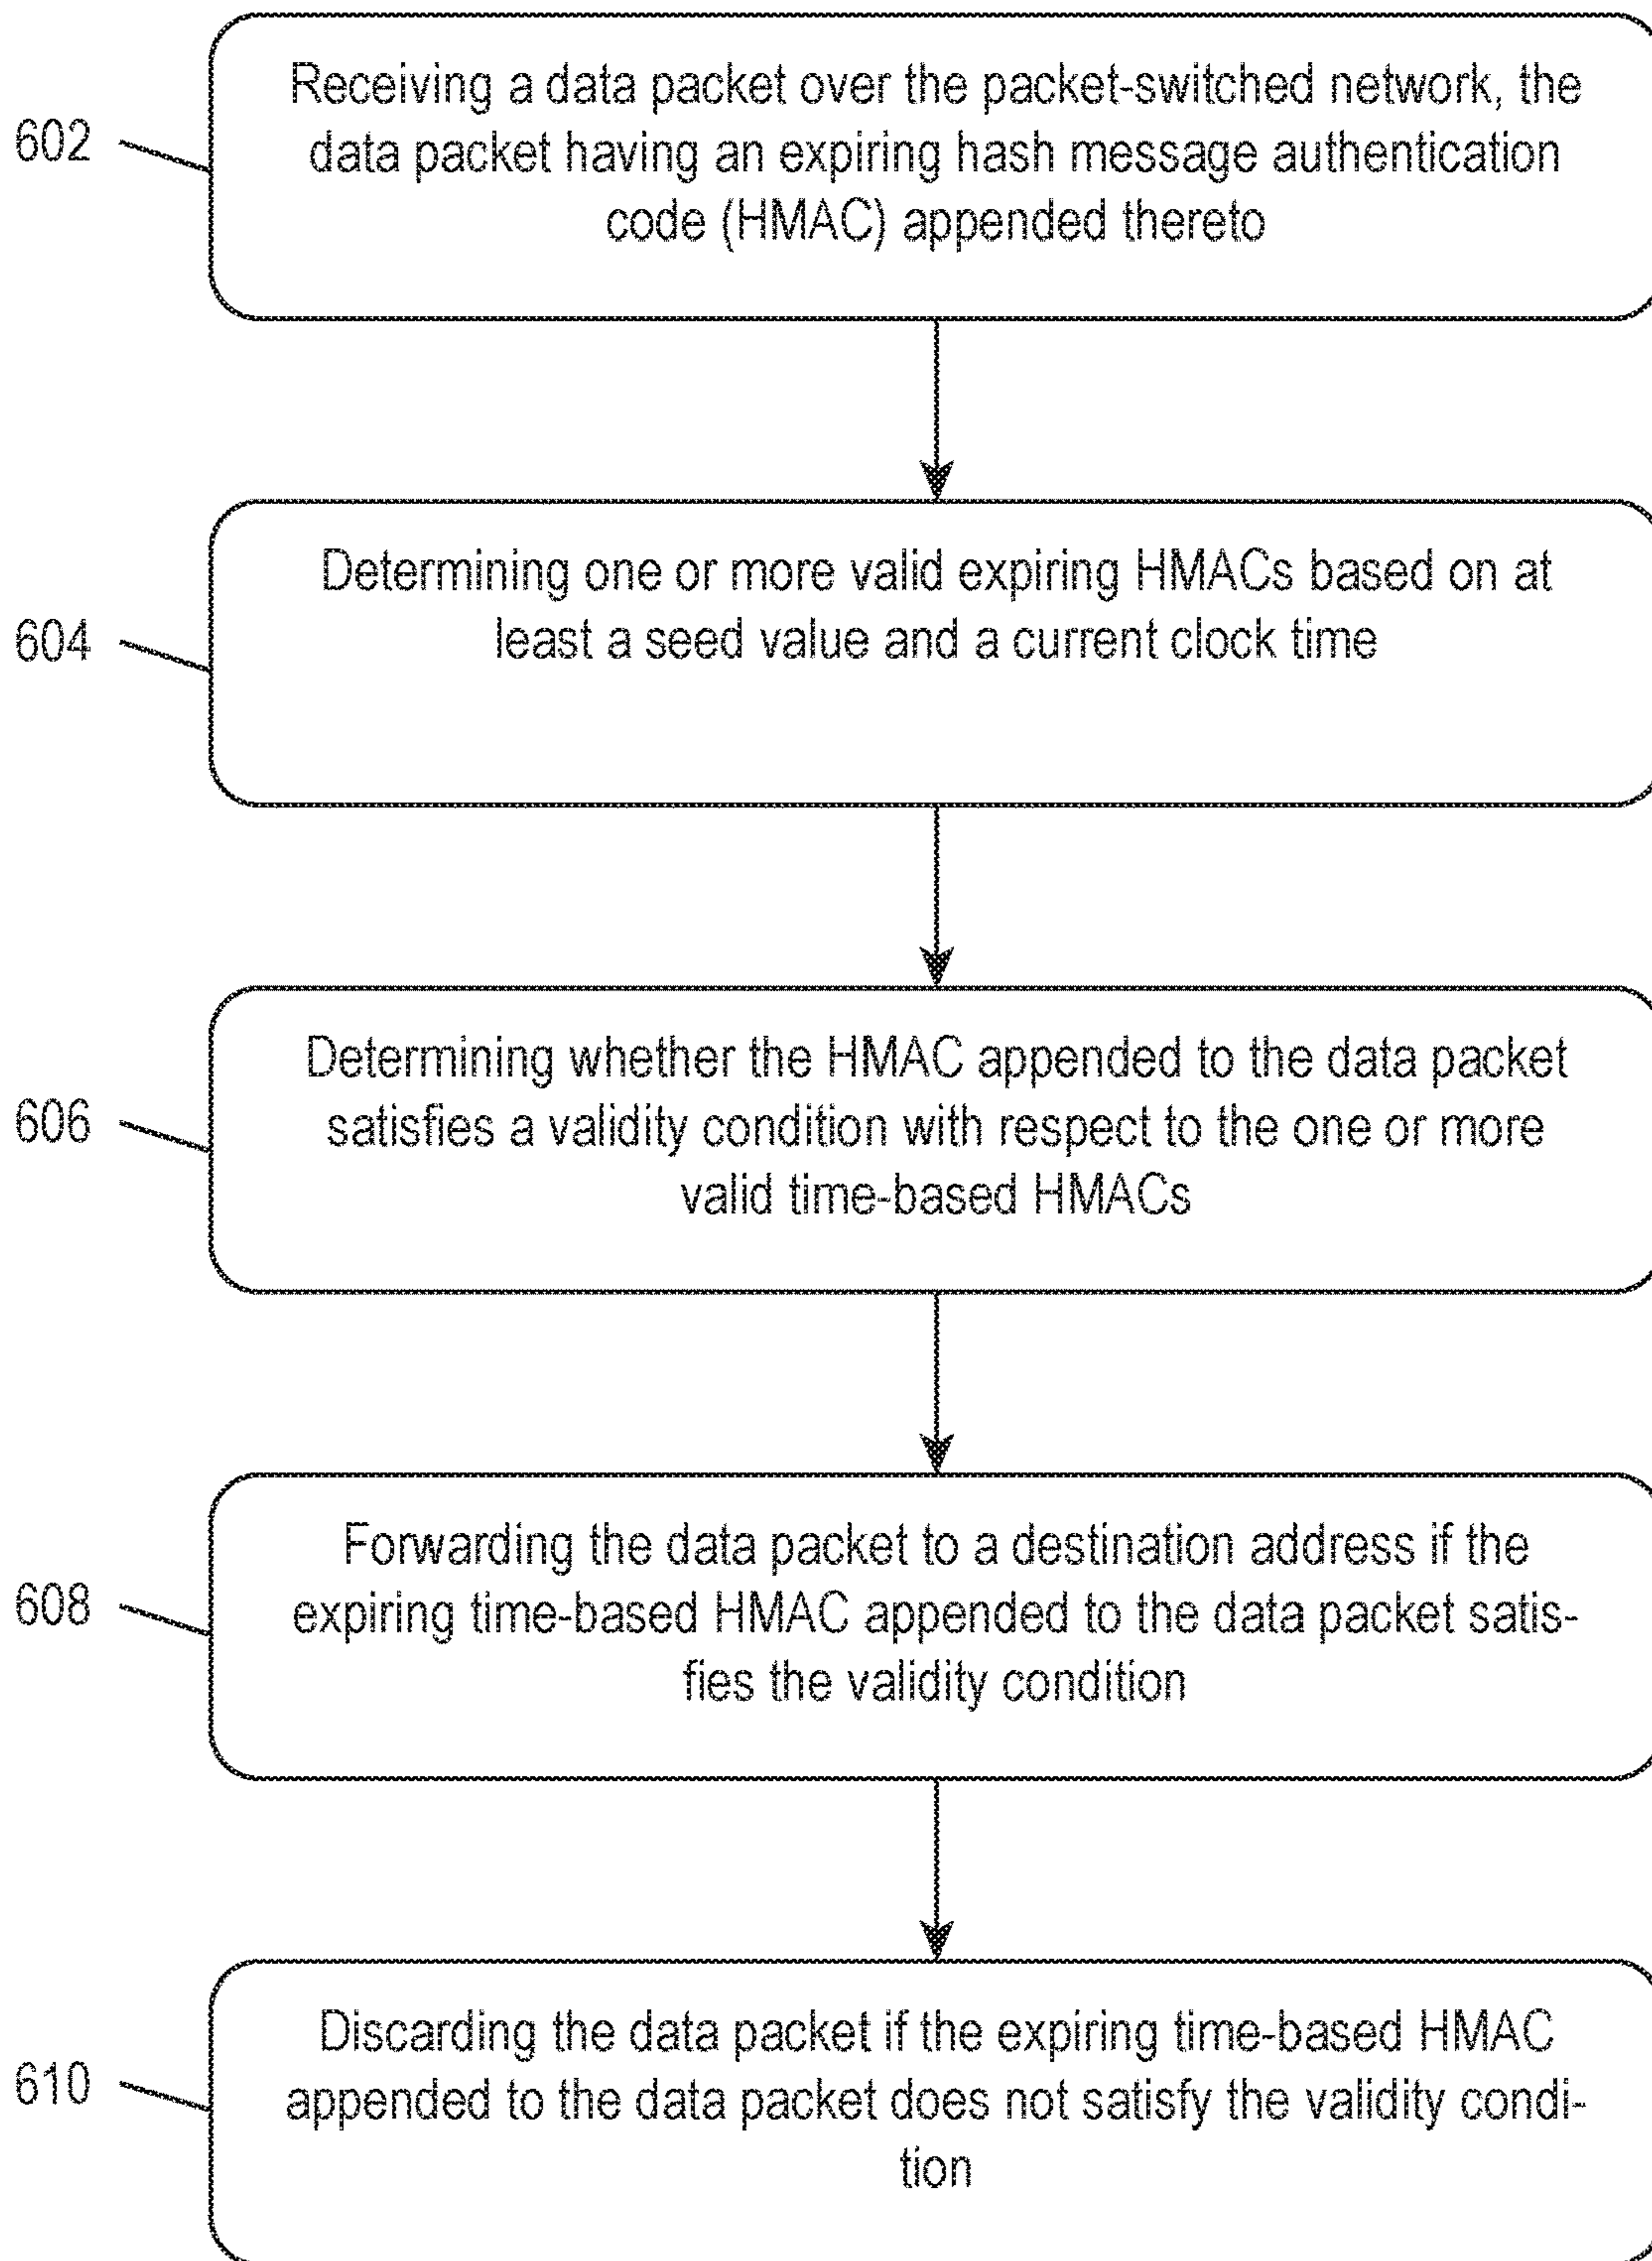 Receiving a data packet over the packet-switched network, the
602
data packet having an expiring hash message authentication
code (HMAC) appended thereto
Determining one or more valid expiring HMACs based on at
604
least a seed value and a current clock time
Determining whether the HMAC appended to the data packet
606
satisfies a validity condition with respect to the one or more
valid time-based HMACs
Forwarding the data packet to a destination address if the
608
expiring time-based HMAC appended to the data packet satis-
fies the validity condition
Discarding the data packet if the expiring time-based HMAC
610
appended to the data packet does not satisfy the validity condi-
tion